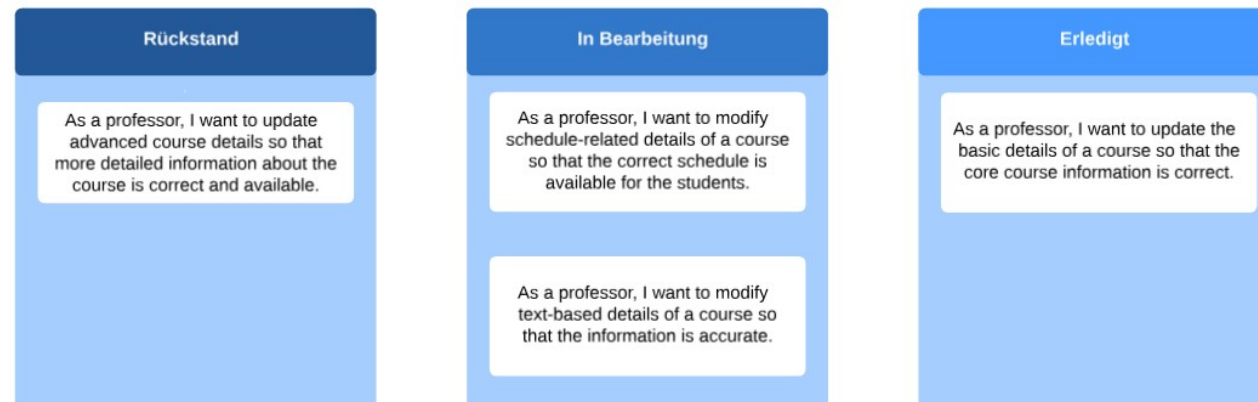 Rückstand
As a professor, I want to update
advanced course details so that
more detailed information about the
course is correct and available.
In Bearbeitung
As a professor, I want to modify
schedule-related details of a course
so that the correct schedule is
available for the students.
As a professor, I want to modify
text-based details of a course so
that the information is accurate.
Erledigt
As a professor, I want to update the
basic details of a course so that the
core course information is correct.